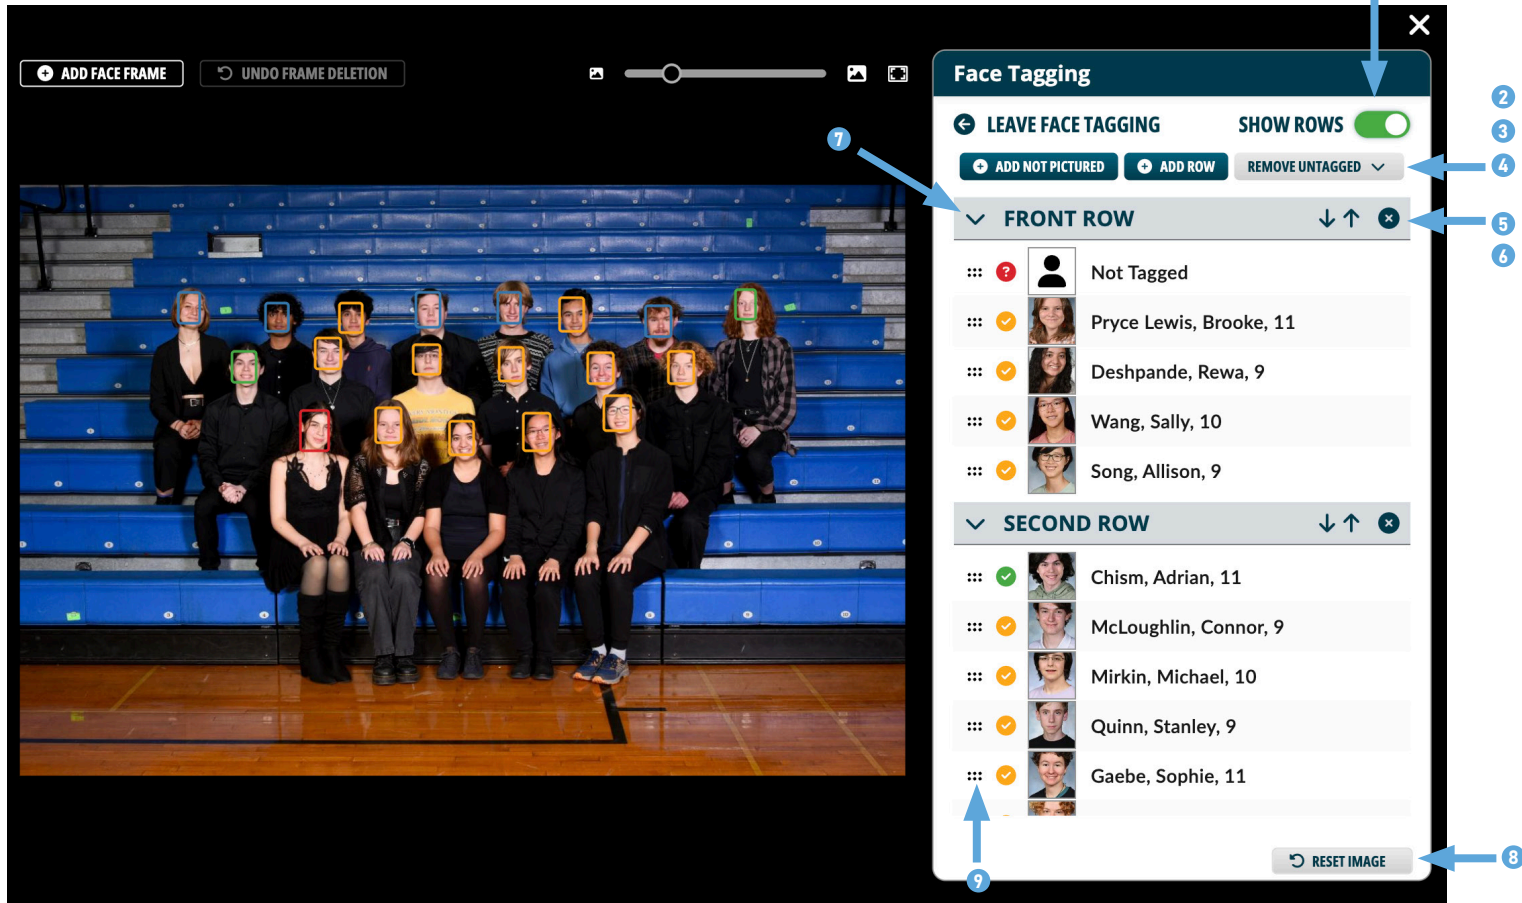 ADD FACE FRAME
UNDO FRAME DELETION
Face Tagging
LEAVE FACE TAGGING
SHOW ROWS
2
3
7
ADD NOT PICTURED
ADD ROW
REMOVE UNTAGGED
4
FRONT ROW
5
6
? Not Tagged
Pryce Lewis, Brooke, 11
Deshpande, Rewa, 9
Wang, Sally, 10
Song, Allison, 9
SECOND ROW
Chism, Adrian, 11
McLoughlin, Connor, 9
Mirkin, Michael, 10
Quinn, Stanley, 9
Gaebe, Sophie, 11
RESET IMAGE
8
9